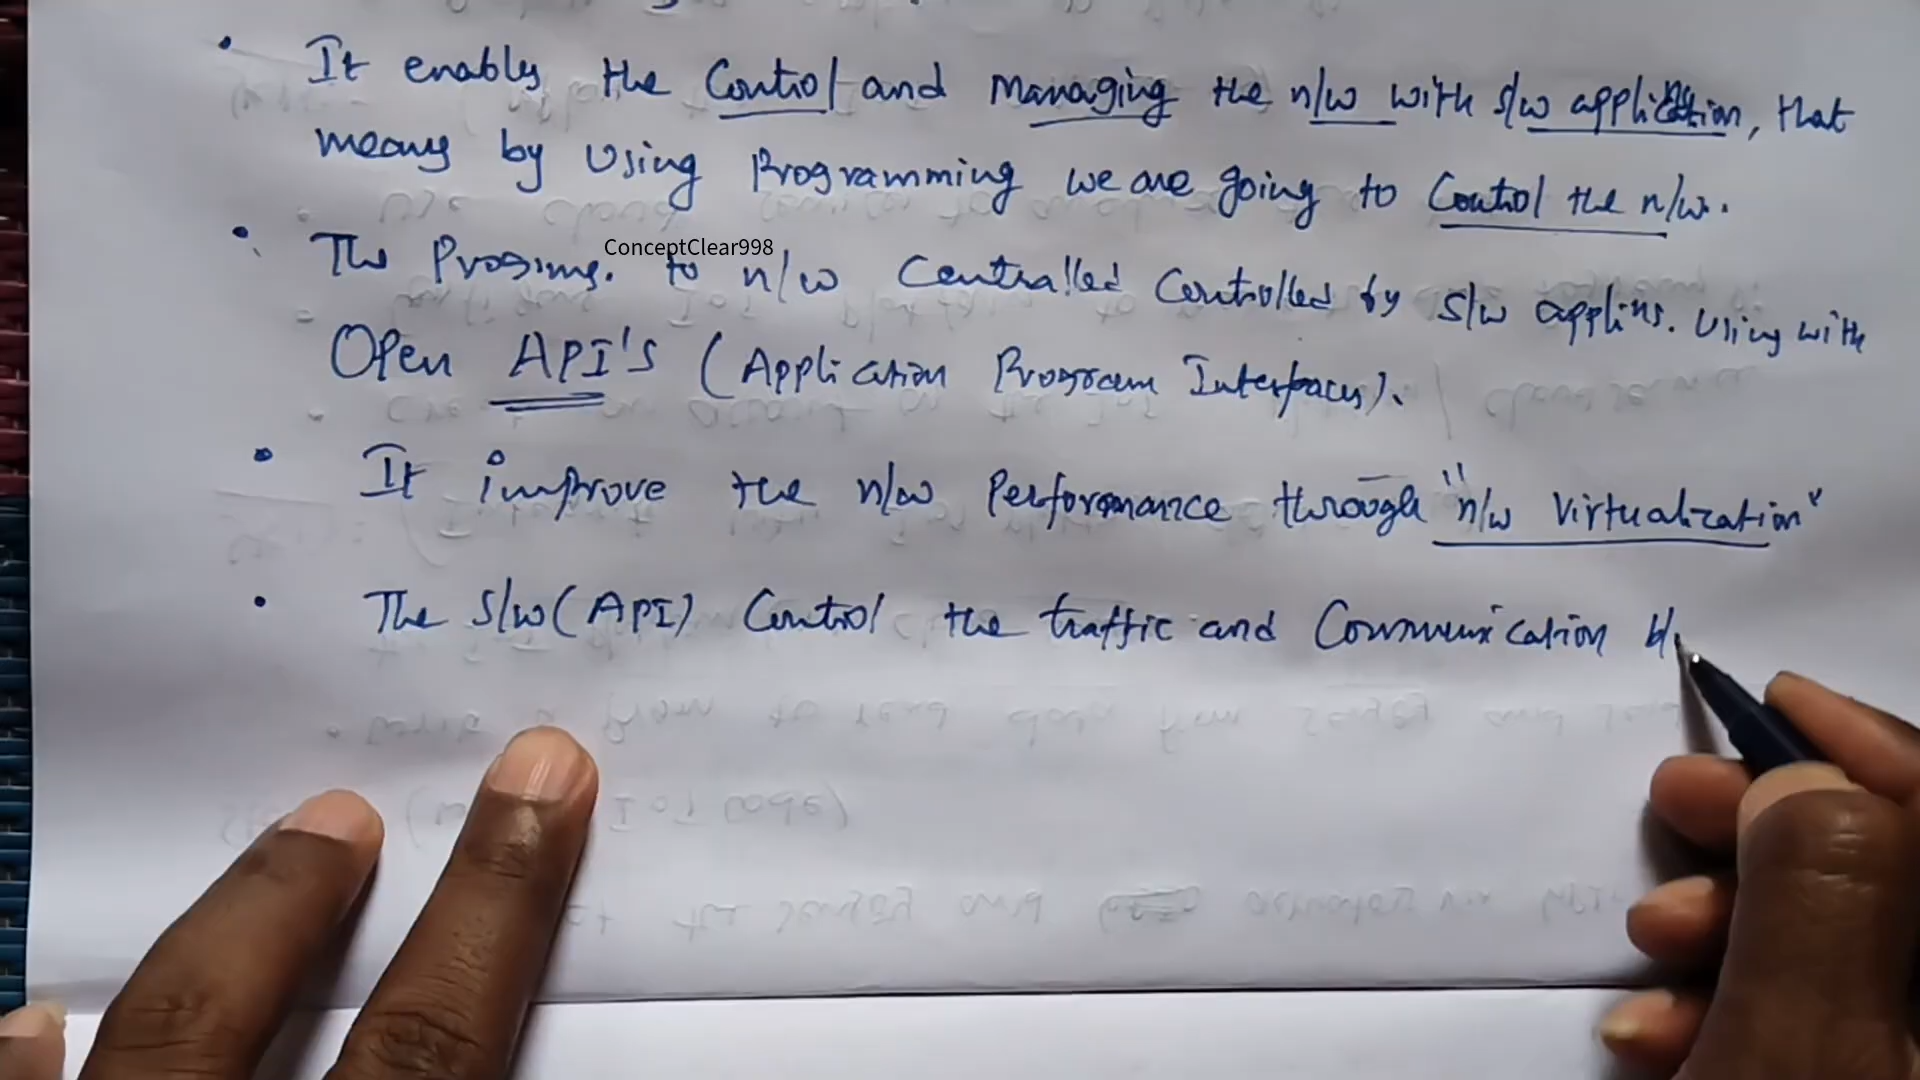 • It enables the Control and Managing the n/w with s/w application, that
means by using Programming we are going to Control the n/w.
ConceptClear998
• The Progrms. to n/w Centralled Controlled by S/w applins. Using with
Open API's (Application Program Interfaces).
• It improve the n/w Performance through "n/w Virtualization"
• The S/w (API) Control the traffic and Communication b/